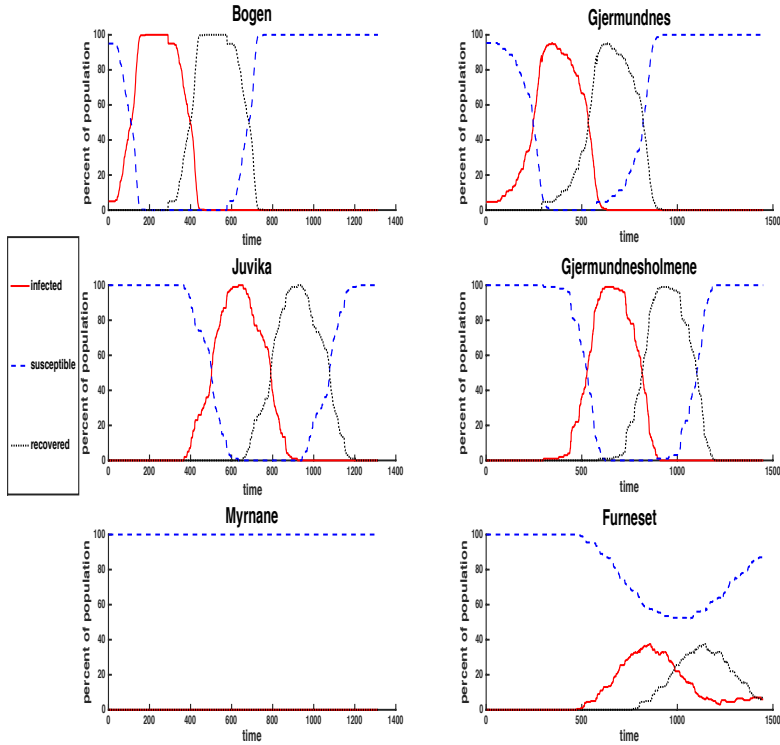 Bogen
100
80
60
40
20
0
percent of population
0 200 400 600 800 1000 1200 1400
time
Gjermundnes
100
80
60
40
20
0
percent of population
0 500 1000 1500
time
infected
susceptible
recovered
Juvika
100
80
60
40
20
0
percent of population
0 200 400 600 800 1000 1200 1400
time
Gjermundnesholmene
100
80
60
40
20
0
percent of population
0 500 1000 1500
time
Myrnane
100
80
60
40
20
0
percent of population
0 200 400 600 800 1000 1200 1400
time
Furneset
100
80
60
40
20
0
percent of population
0 500 1000 1500
time